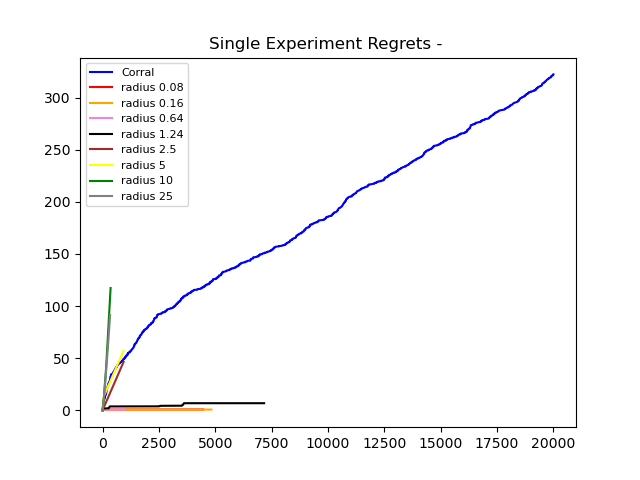 Single Experiment Regrets -
Corral
radius 0.08
radius 0.16
radius 0.64
radius 1.24
radius 2.5
radius 5
radius 10
radius 25
300
250
200
150
100
50
0
0 2500 5000 7500 10000 12500 15000 17500 20000